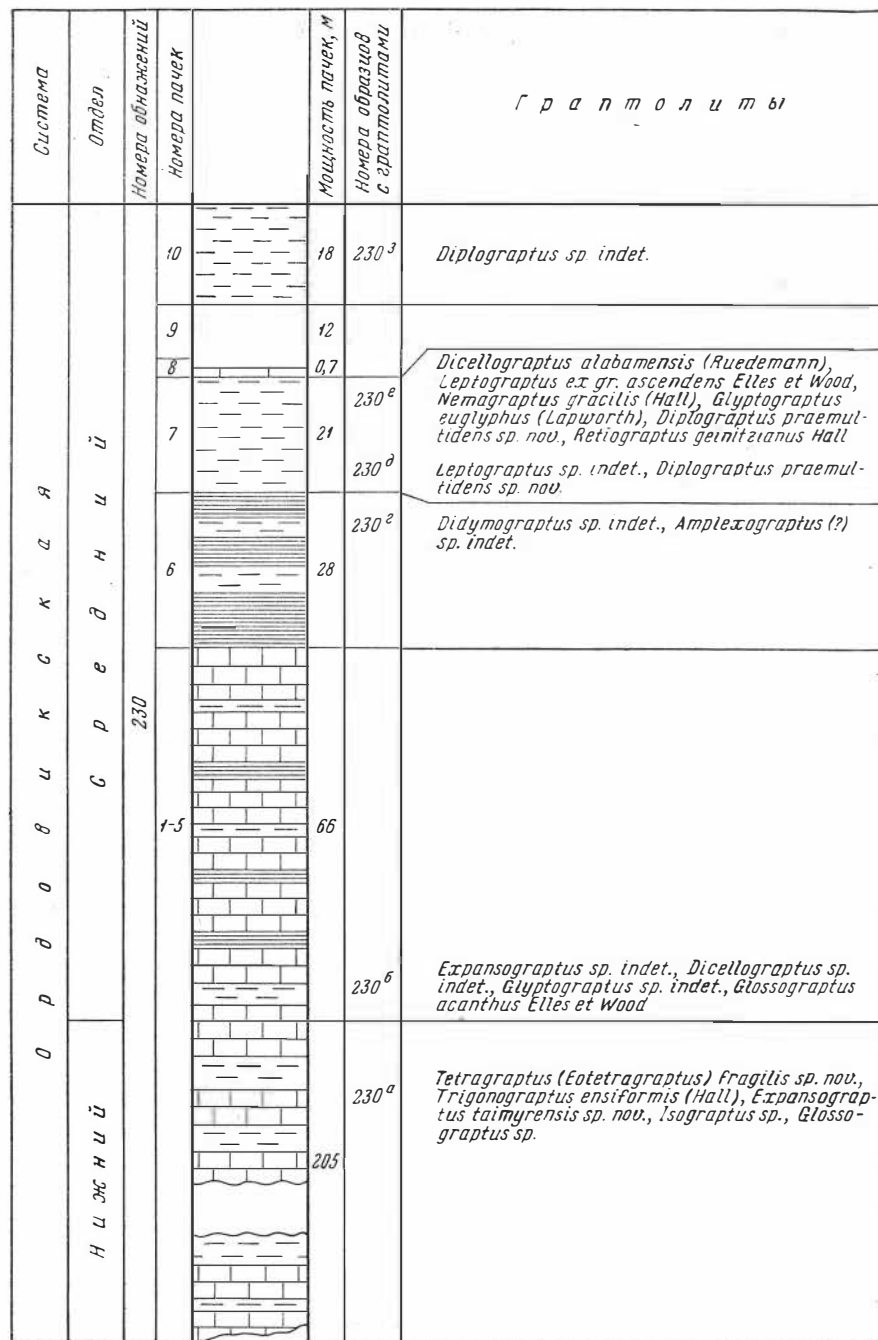 Система
Отдел
Номера обнажений
Номера пачек
Мощность пачек, м
Номера образцов
с граптолитами
Граптолиты
Ордовикская
Средний
Нижний
230
10
18
230з
Diplograptus sp. indet.
9
12
8
0,7
7
21
230е
Dicellograptus alabamensis (Ruedemann),
Leptograptus ex gr. ascendens Elles et Wood,
Nemagraptus gracilis (Hall), Glyptograptus
euglyphus (Lapworth), Diplograptus praemul-
tidens sp. nov., Retiograptus geinitzianus Hall
230д
Leptograptus sp. indet., Diplograptus praemul-
tidens sp. nov.
6
28
230г
Didymograptus sp. indet., Amplexograptus (?)
sp. indet.
1-5
66
230б
Expansograptus sp. indet., Dicellograptus sp.
indet., Glyptograptus sp. indet., Glossograptus
acanthus Elles et Wood
205
230а
Tetragraptus (Eotetragraptus) fragilis sp. nov.,
Trigonograptus ensiformis (Hall), Expansograp-
tus taimyrensis sp. nov., Isograptus sp., Glosso-
graptus sp.